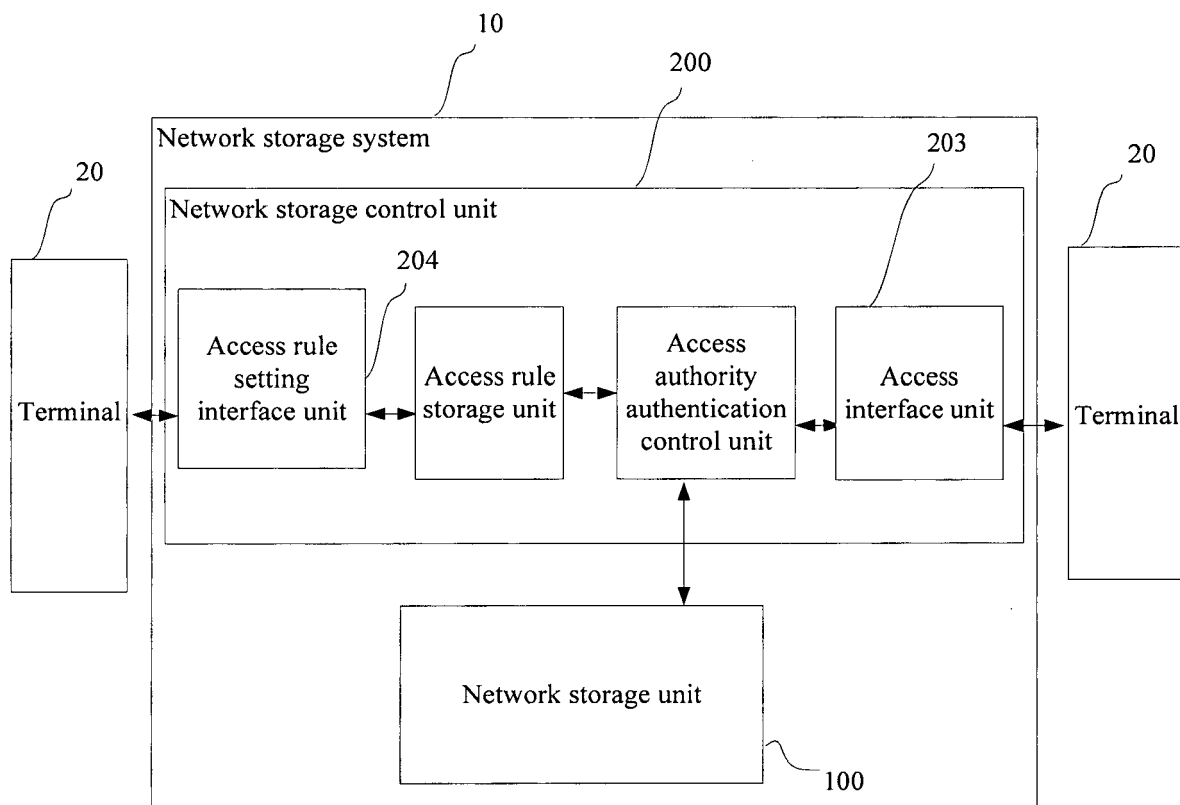 10
200
Network storage system
203
20
20
Network storage control unit
204
Access rule
setting
interface unit
Access rule
storage unit
Access
authority
authentication
control unit
Access
interface unit
Terminal
Terminal
Network storage unit
100